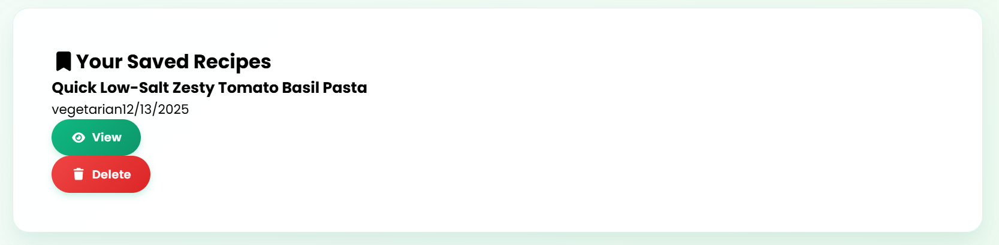 Your Saved Recipes
Quick Low-Salt Zesty Tomato Basil Pasta
vegetarian12/13/2025
View
Delete